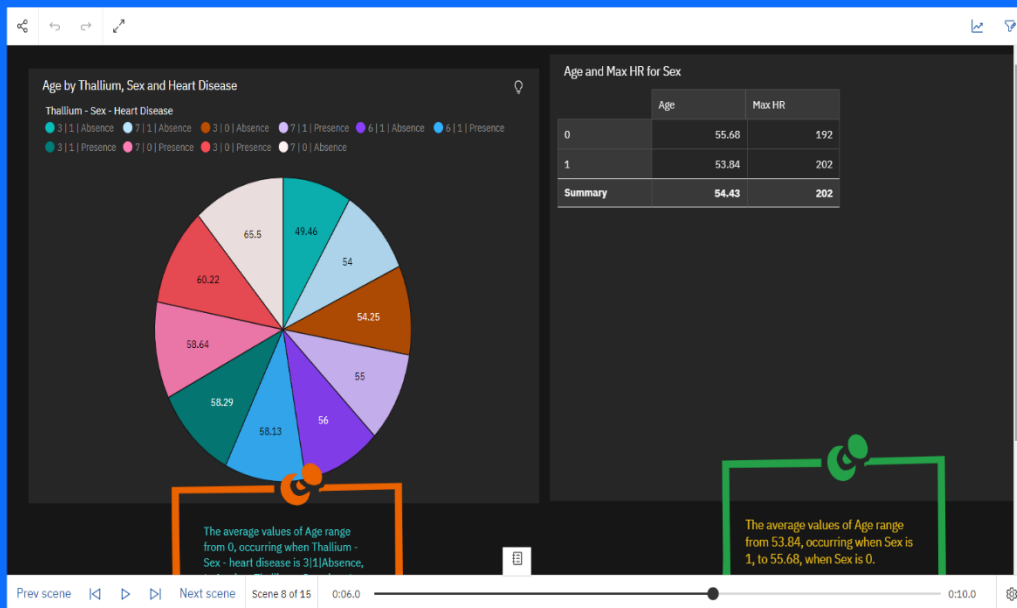 Age by Thallium, Sex and Heart Disease
Thallium - Sex - Heart Disease
3 | 1 | Absence 7 | 1 | Absence 3 | 0 | Absence 7 | 1 | Presence 6 | 1 | Absence 6 | 1 | Presence
3 | 1 | Presence 7 | 0 | Presence 3 | 0 | Presence 7 | 0 | Absence
49.46
54
54.25
55
56
58.13
58.29
58.64
60.22
65.5
Age and Max HR for Sex
Age Max HR
0 55.68 192
1 53.84 202
Summary 54.43 202
The average values of Age range
from 0, occurring when Thallium -
Sex - heart disease is 3|1|Absence,
The average values of Age range
from 53.84, occurring when Sex is
1, to 55.68, when Sex is 0.
Prev scene Next scene Scene 8 of 15 0:06.0 0:10.0